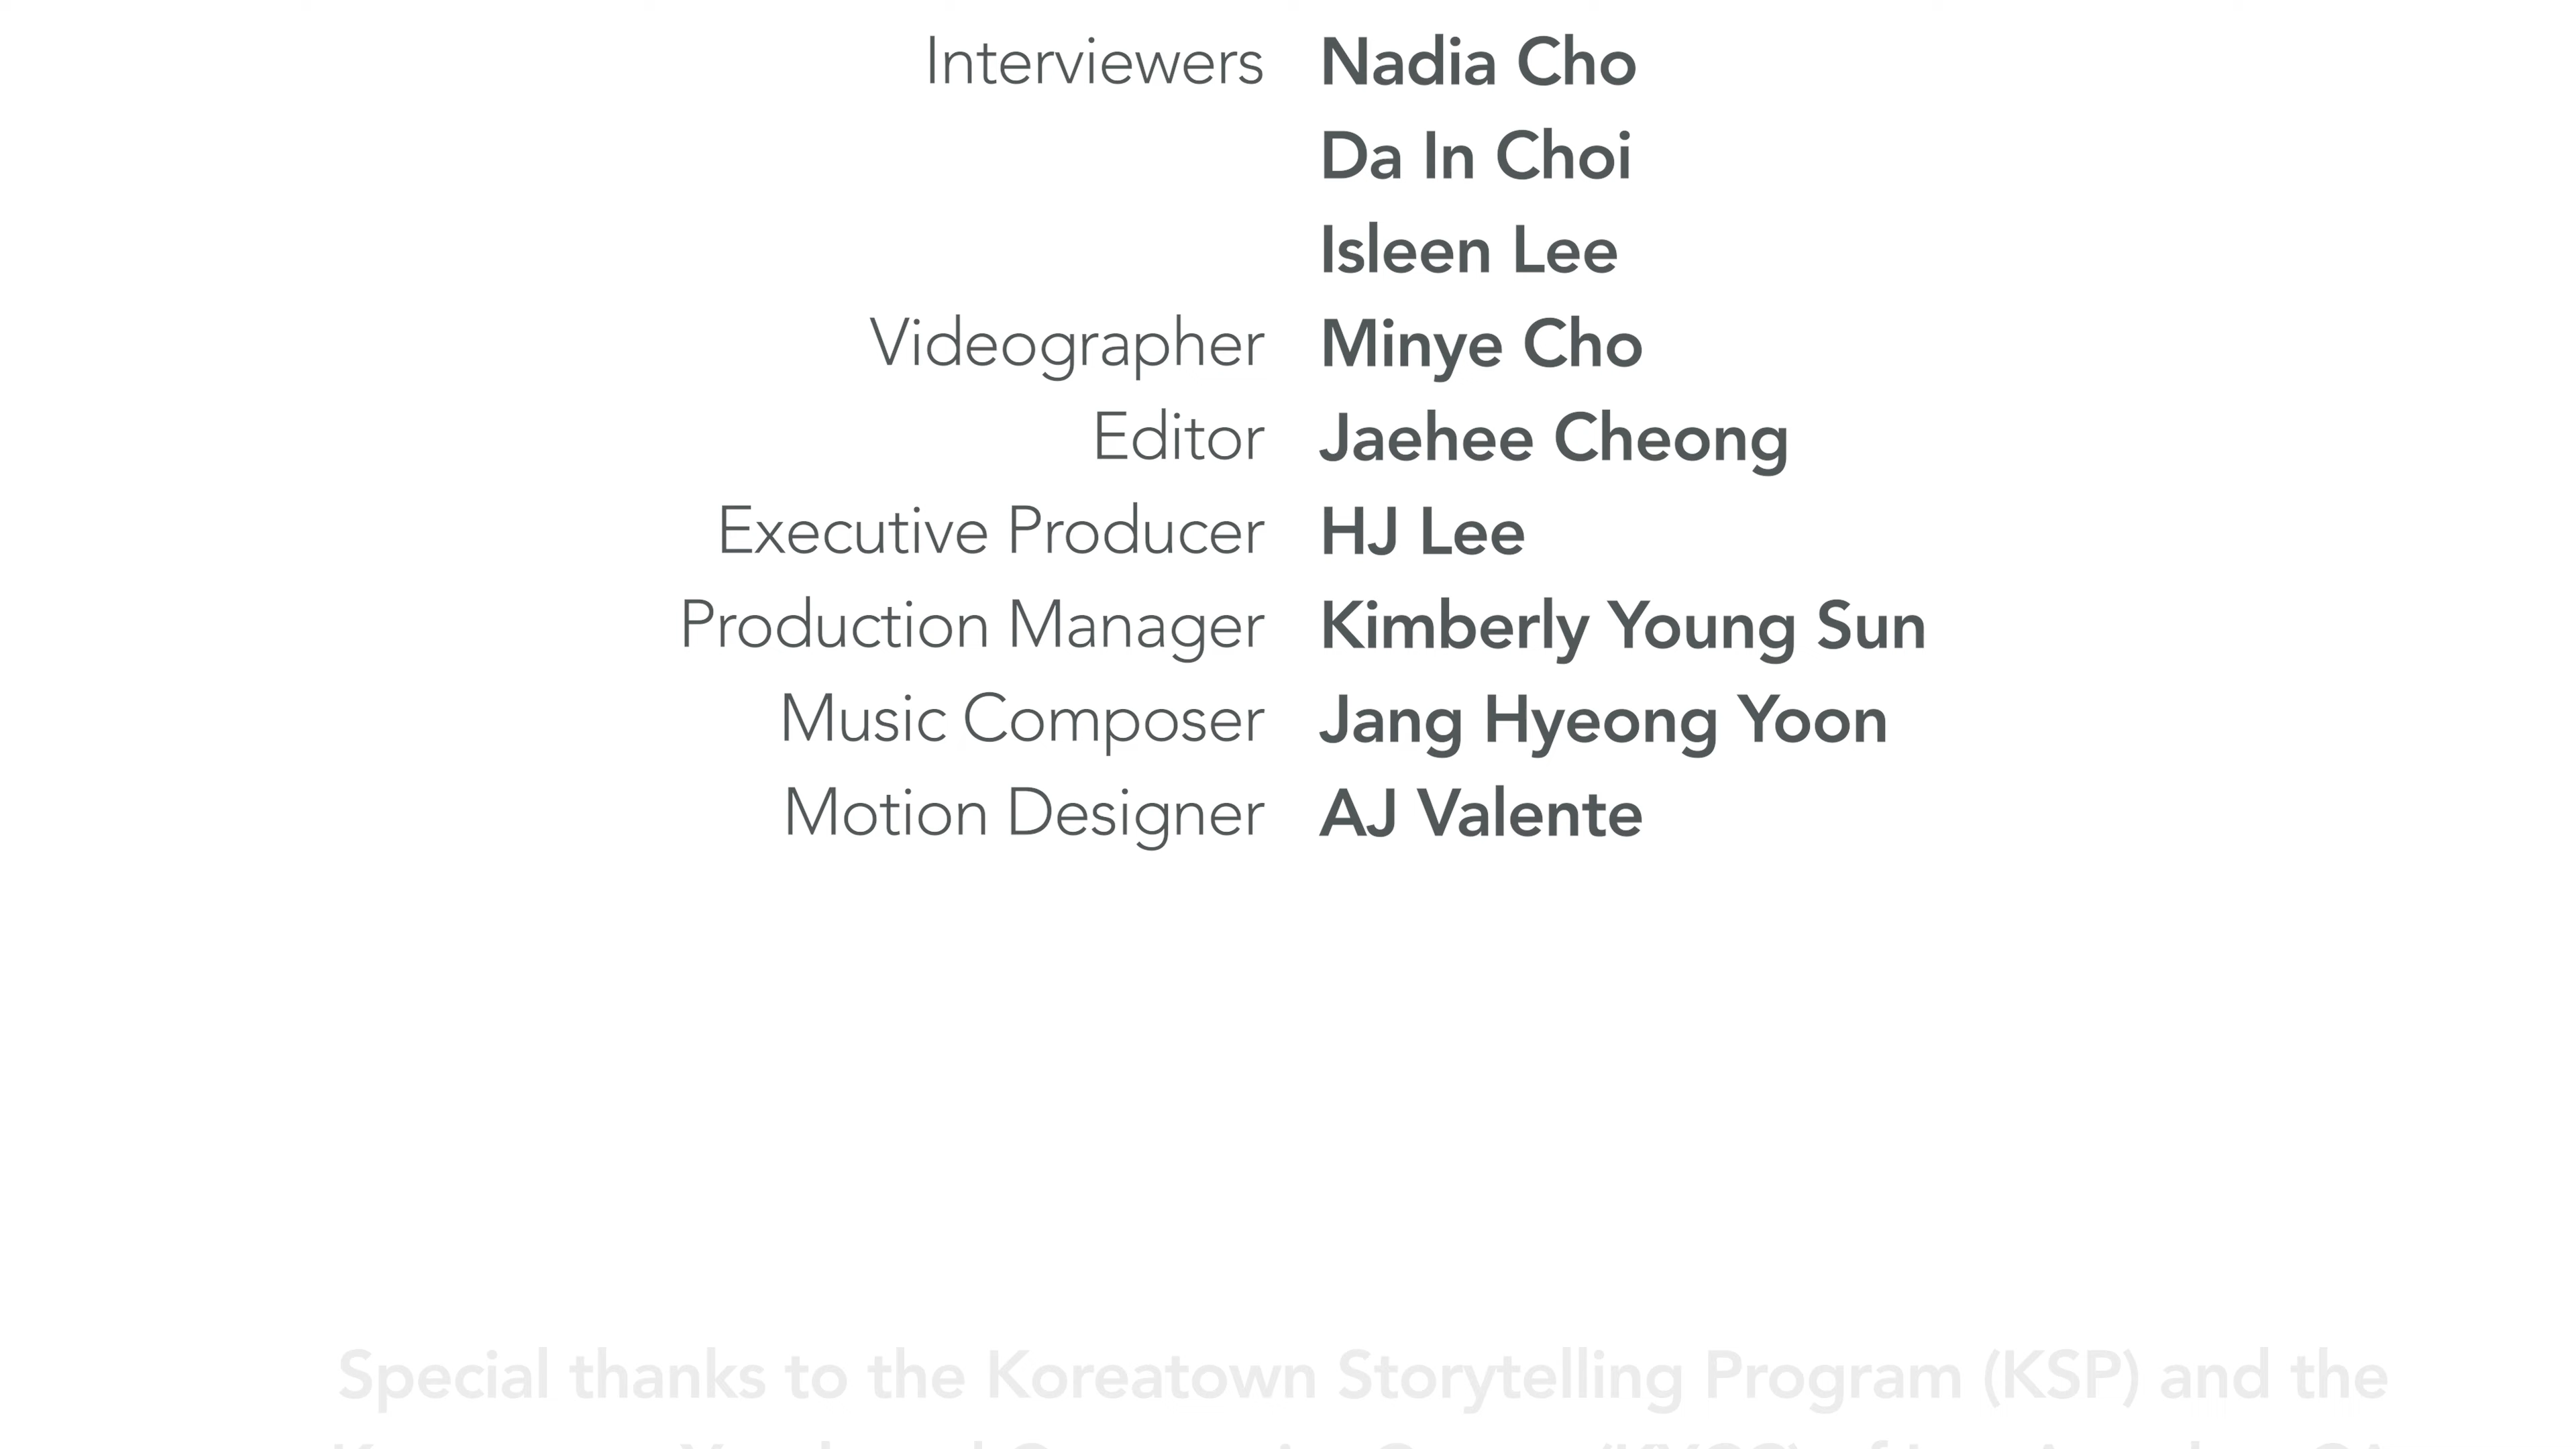 Interviewers Nadia Cho
Da In Choi
Isleen Lee
Videographer Minye Cho
Editor Jaehee Cheong
Executive Producer HJ Lee
Production Manager Kimberly Young Sun
Music Composer Jang Hyeong Yoon
Motion Designer AJ Valente
Special thanks to the Koreatown Storytelling Program (KSP) and the